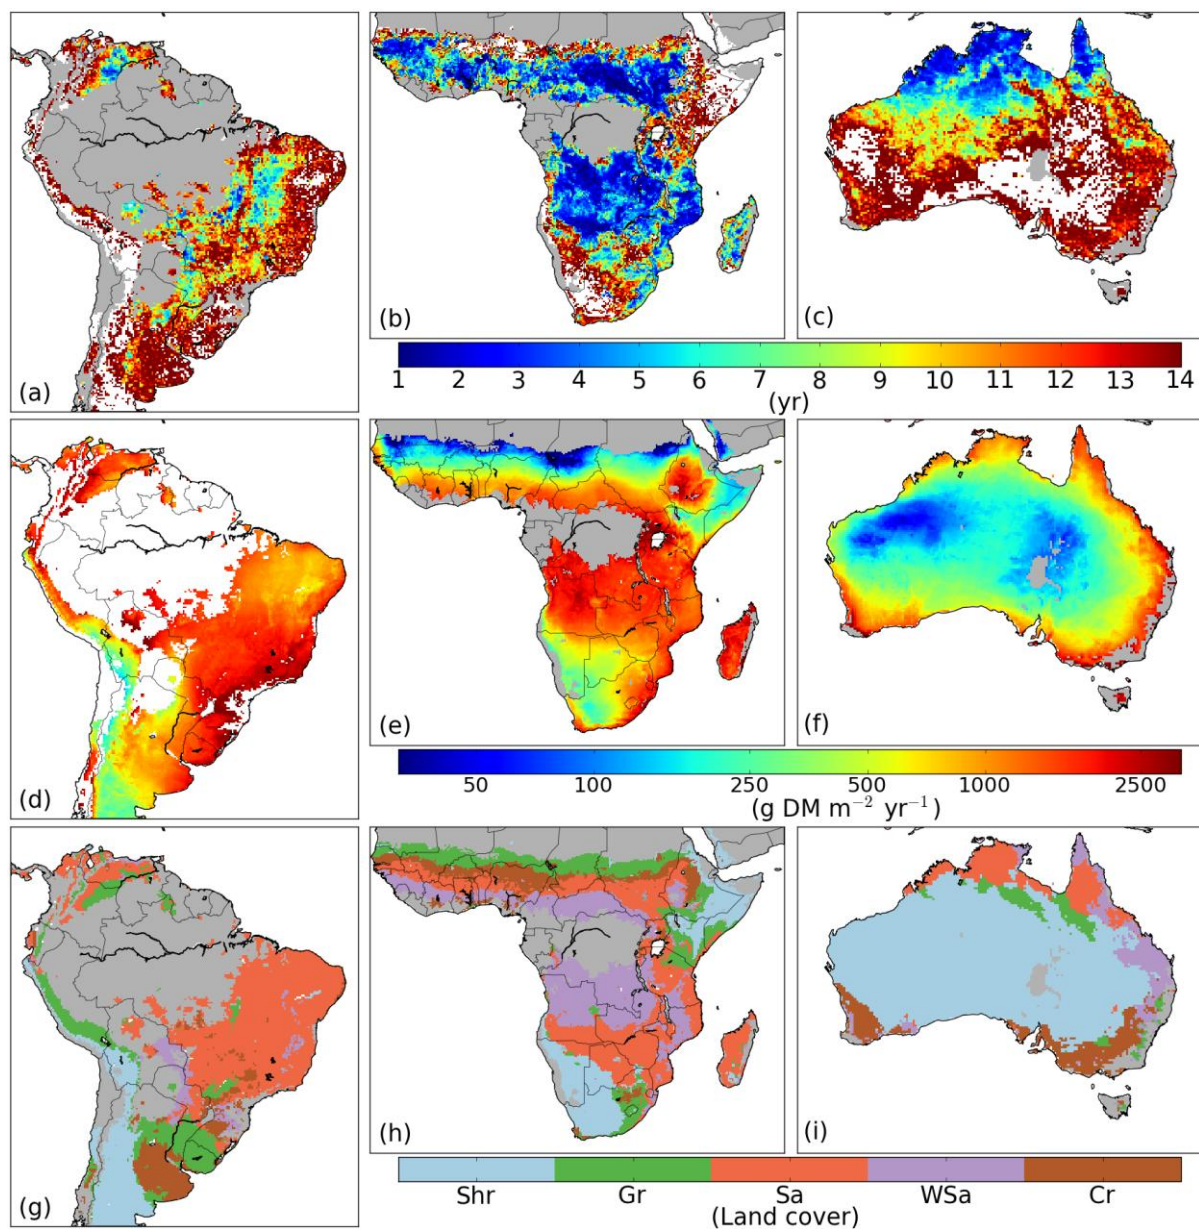 (a)
(b)
(c)
1 2 3 4 5 6 7 8 9 10 11 12 13 14
(yr)
(d)
(e)
(f)
50 100 250 500 1000 2500
(g DM m⁻² yr⁻¹)
(g)
(h)
(i)
Shr Gr Sa WSa Cr
(Land cover)